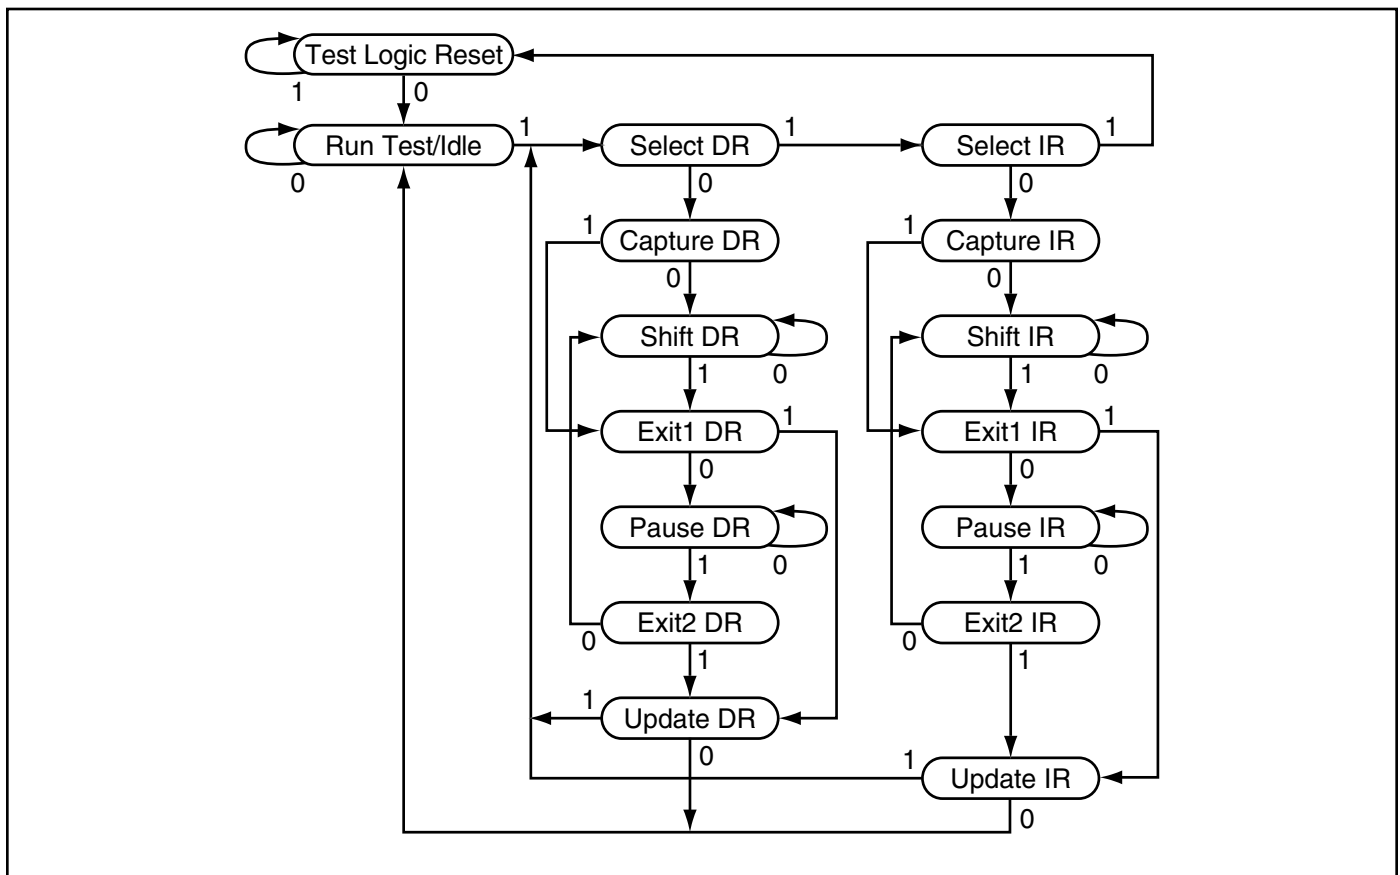 Test Logic Reset
1
0
Run Test/Idle
1
Select DR
1
Select IR
1
0
0
0
1
Capture DR
1
Capture IR
0
0
Shift DR
Shift IR
1
0
1
0
Exit1 DR
1
Exit1 IR
1
0
0
Pause DR
Pause IR
1
0
1
0
Exit2 DR
Exit2 IR
0
1
0
1
1
Update DR
0
1
Update IR
0